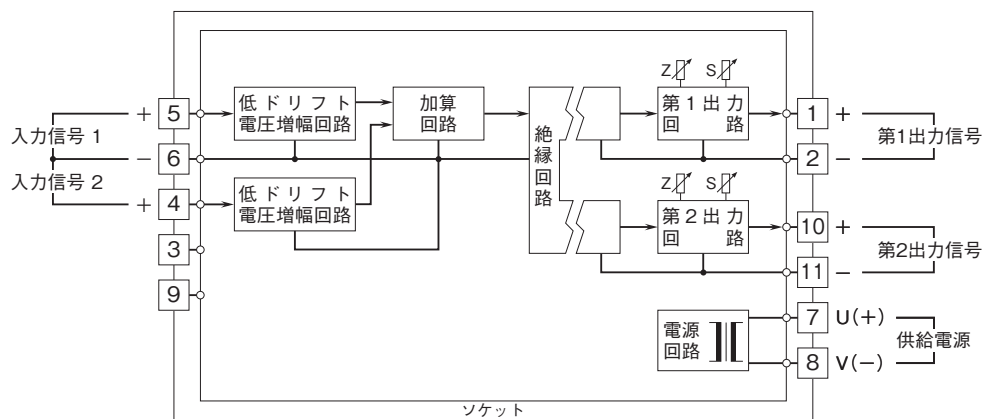 入力信号 1
入力信号 2
+ 5
− 6
+ 4
3
9
低ドリフト
電圧増幅回路
低ドリフト
電圧増幅回路
加算
回路
絶縁回路
Z S
第1出力
回路
Z S
第2出力
回路
電源
回路
1 +
2 −
第1出力信号
10 +
11 −
第2出力信号
7 U(+)
8 V(−)
供給電源
ソケット